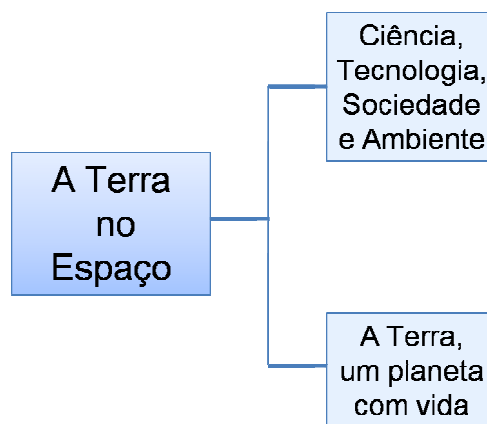 Ciência,
Tecnologia,
Sociedade
e Ambiente
A Terra
no
Espaço
A Terra,
um planeta
com vida